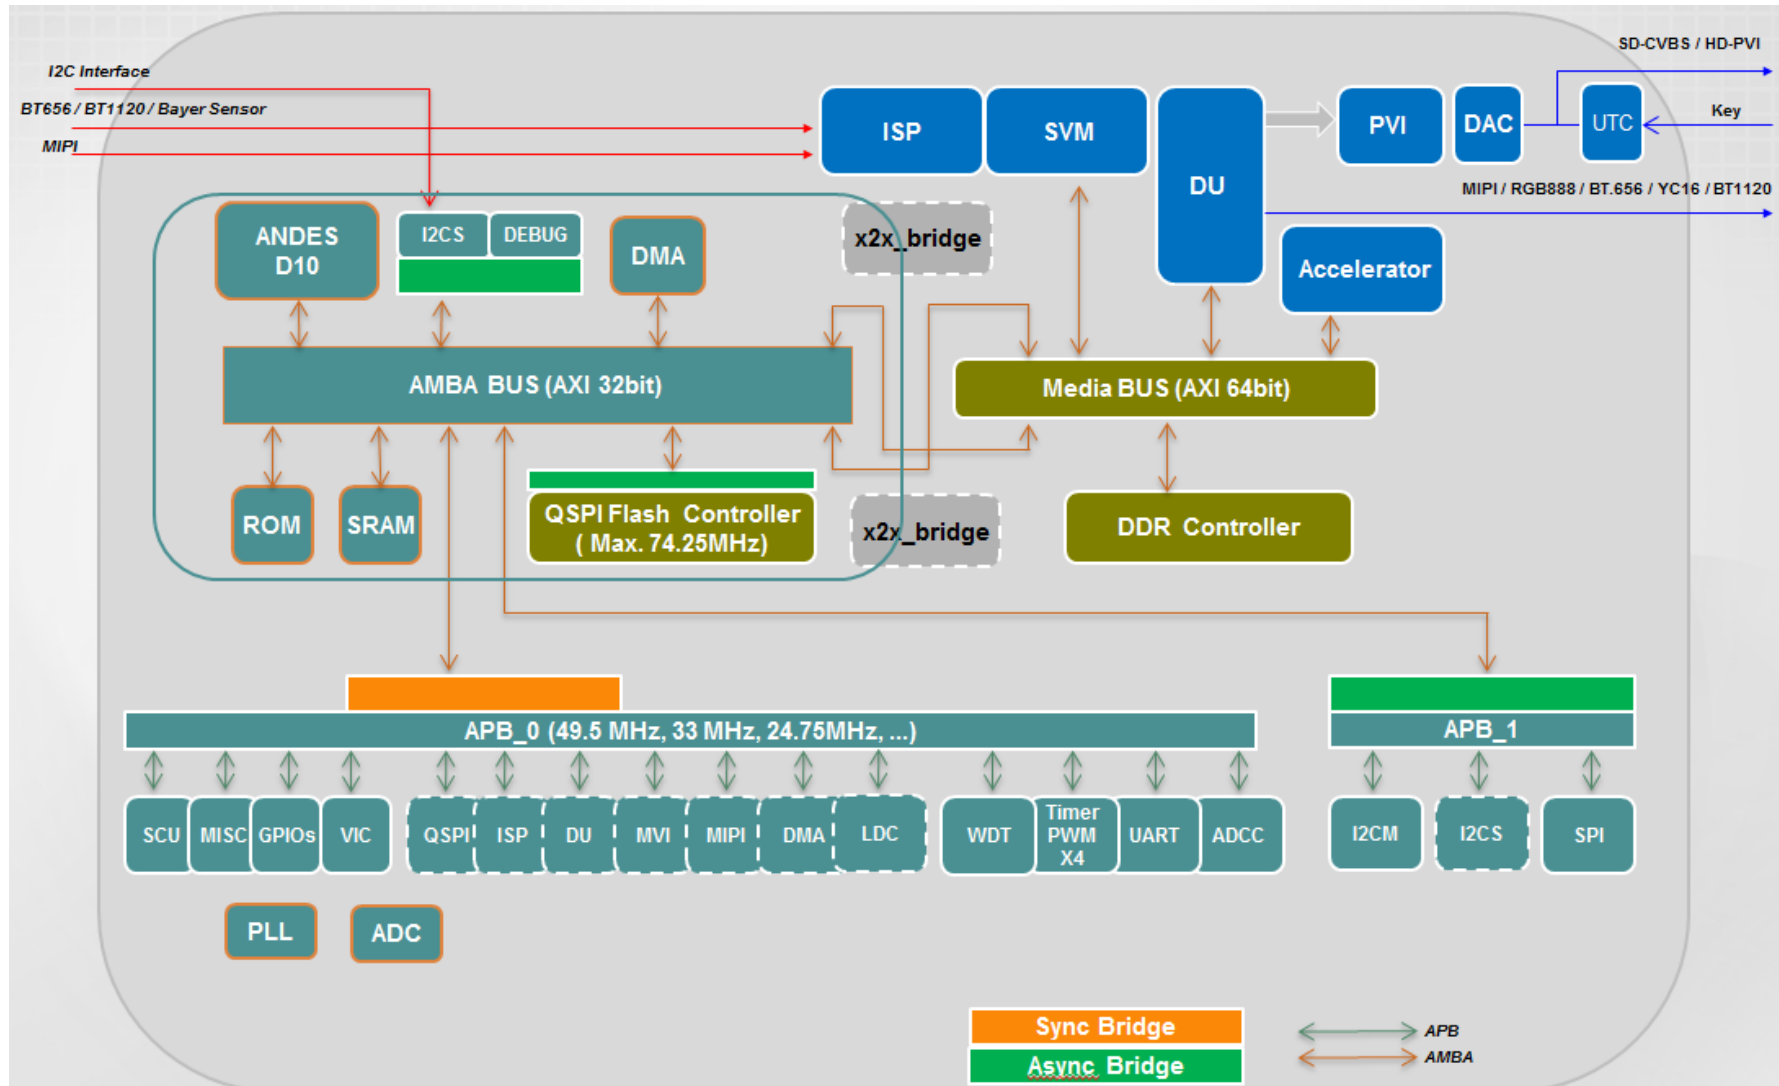 SD-CVBS / HD-PVI
I2C Interface
BT656 / BT1120 / Bayer Sensor
MIPI
ISP
SVM
DU
PVI
DAC
UTC
Key
MIPI / RGB888 / BT.656 / YC16 / BT1120
ANDES
D10
I2CS
DEBUG
DMA
x2x_bridge
Accelerator
AMBA BUS (AXI 32bit)
Media BUS (AXI 64bit)
ROM
SRAM
QSPI Flash Controller
( Max. 74.25MHz)
x2x_bridge
DDR Controller
APB_0 (49.5 MHz, 33 MHz, 24.75MHz, ...)
APB_1
SCU
MISC
GPIOs
VIC
QSPI
ISP
DU
MVI
MIPI
DMA
LDC
WDT
Timer
PWM
X4
UART
ADCC
I2CM
I2CS
SPI
PLL
ADC
Sync Bridge
Async Bridge
APB
AMBA